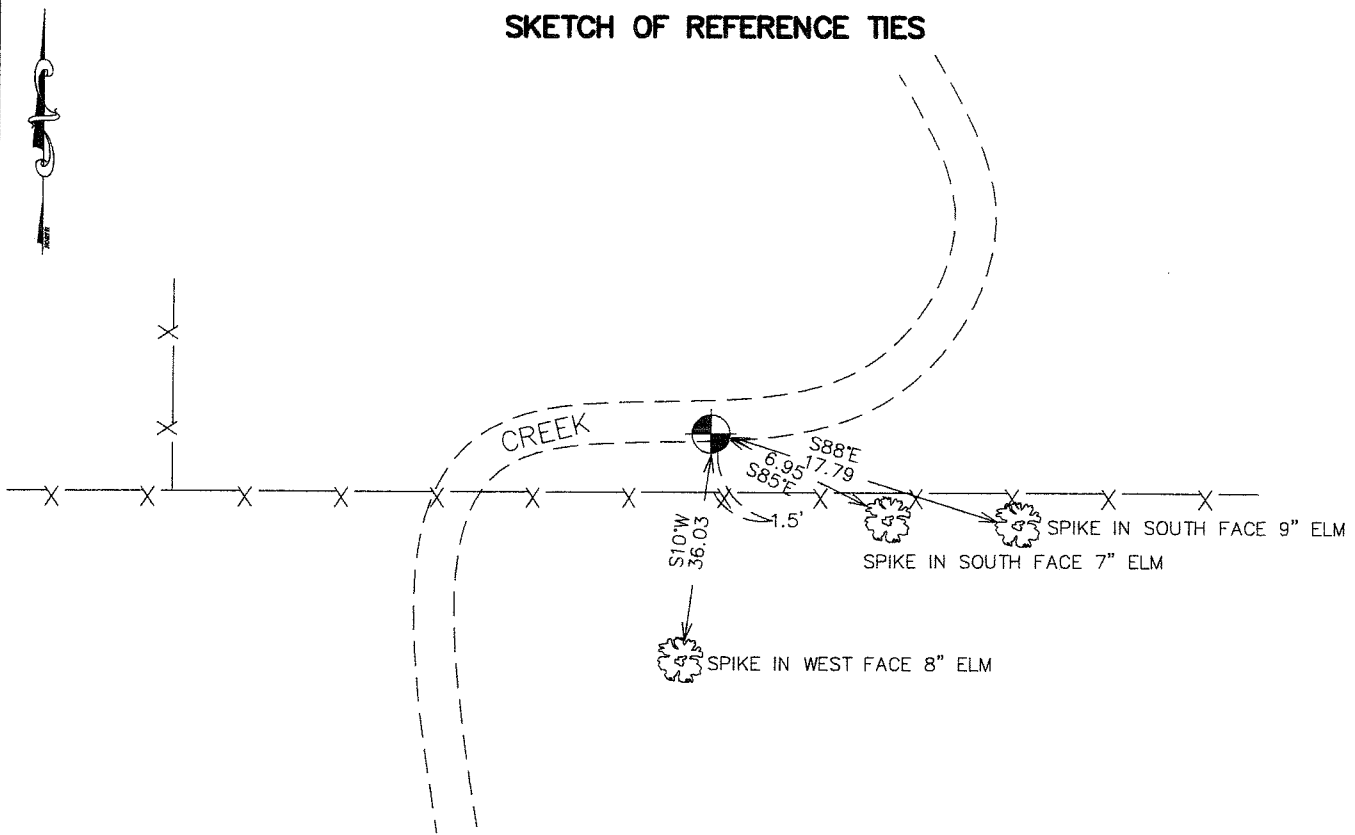 SKETCH OF REFERENCE TIES
NORTH
CREEK
S88°E
17.79
6.95
S85°E
1.5'
S10°W
36.03
SPIKE IN SOUTH FACE 9" ELM
SPIKE IN SOUTH FACE 7" ELM
SPIKE IN WEST FACE 8" ELM